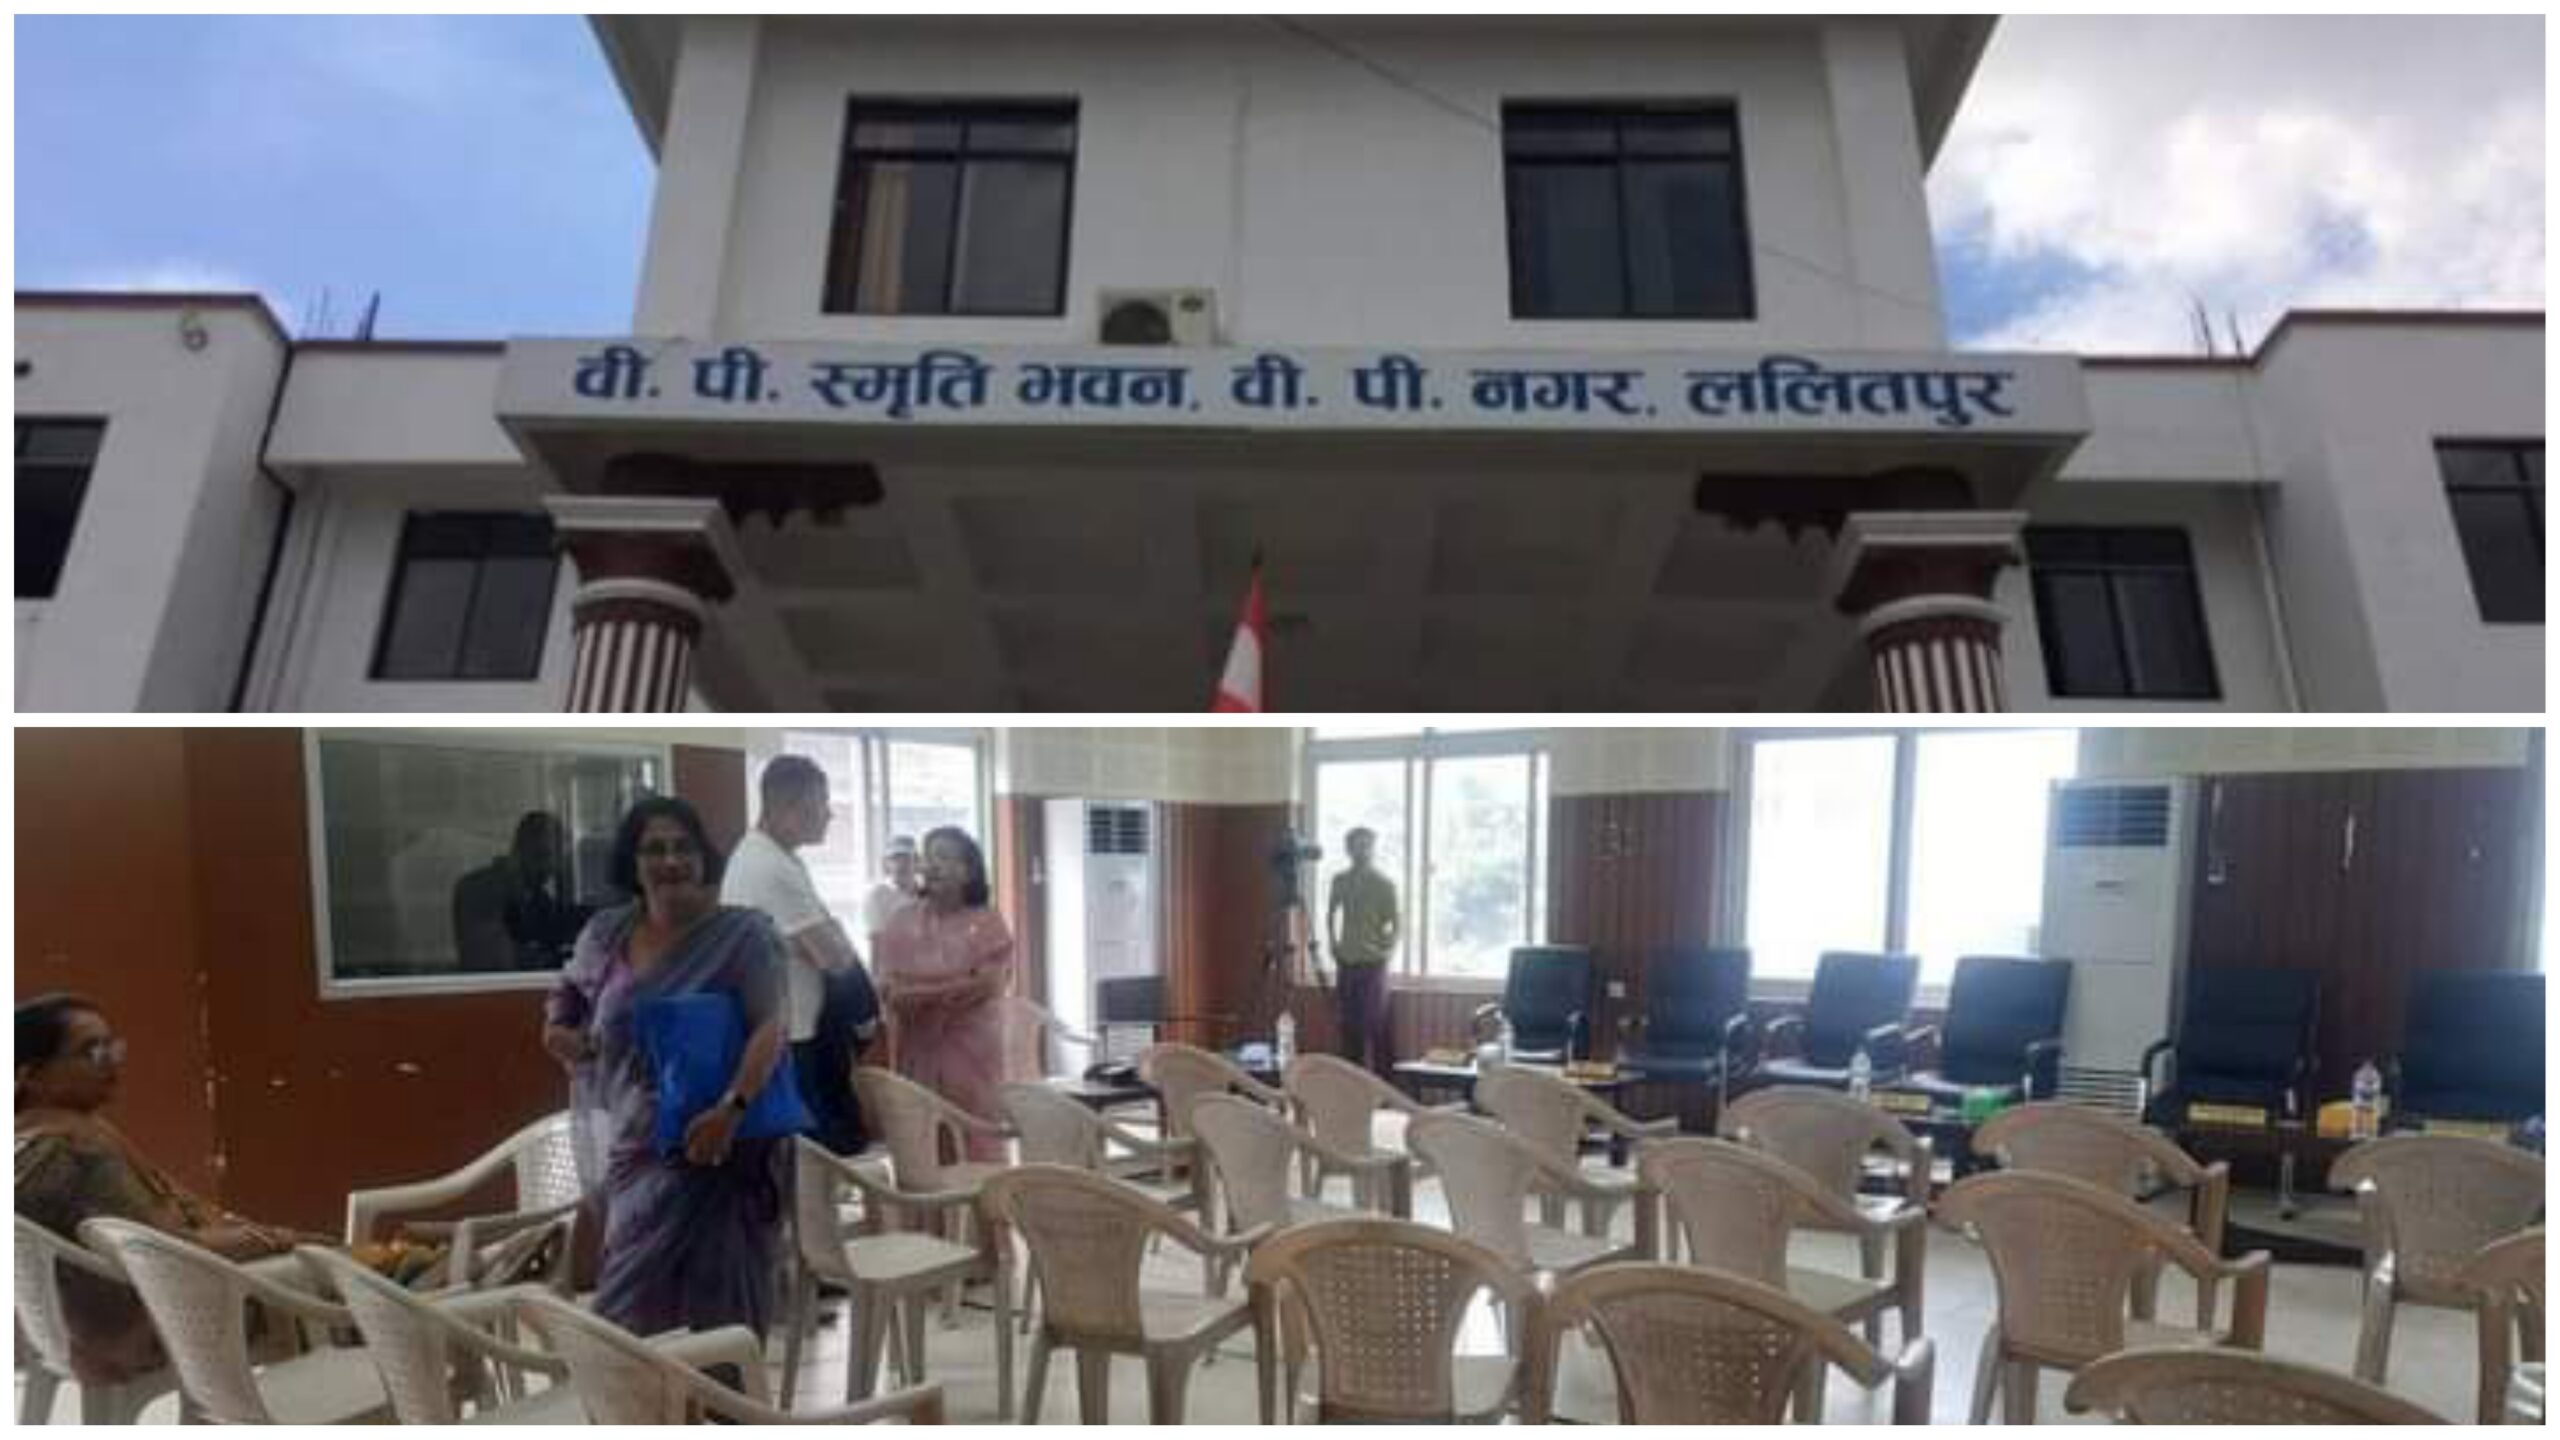 वी. पी. स्मृति भवन, वी. पी. नगर, ललितपुर